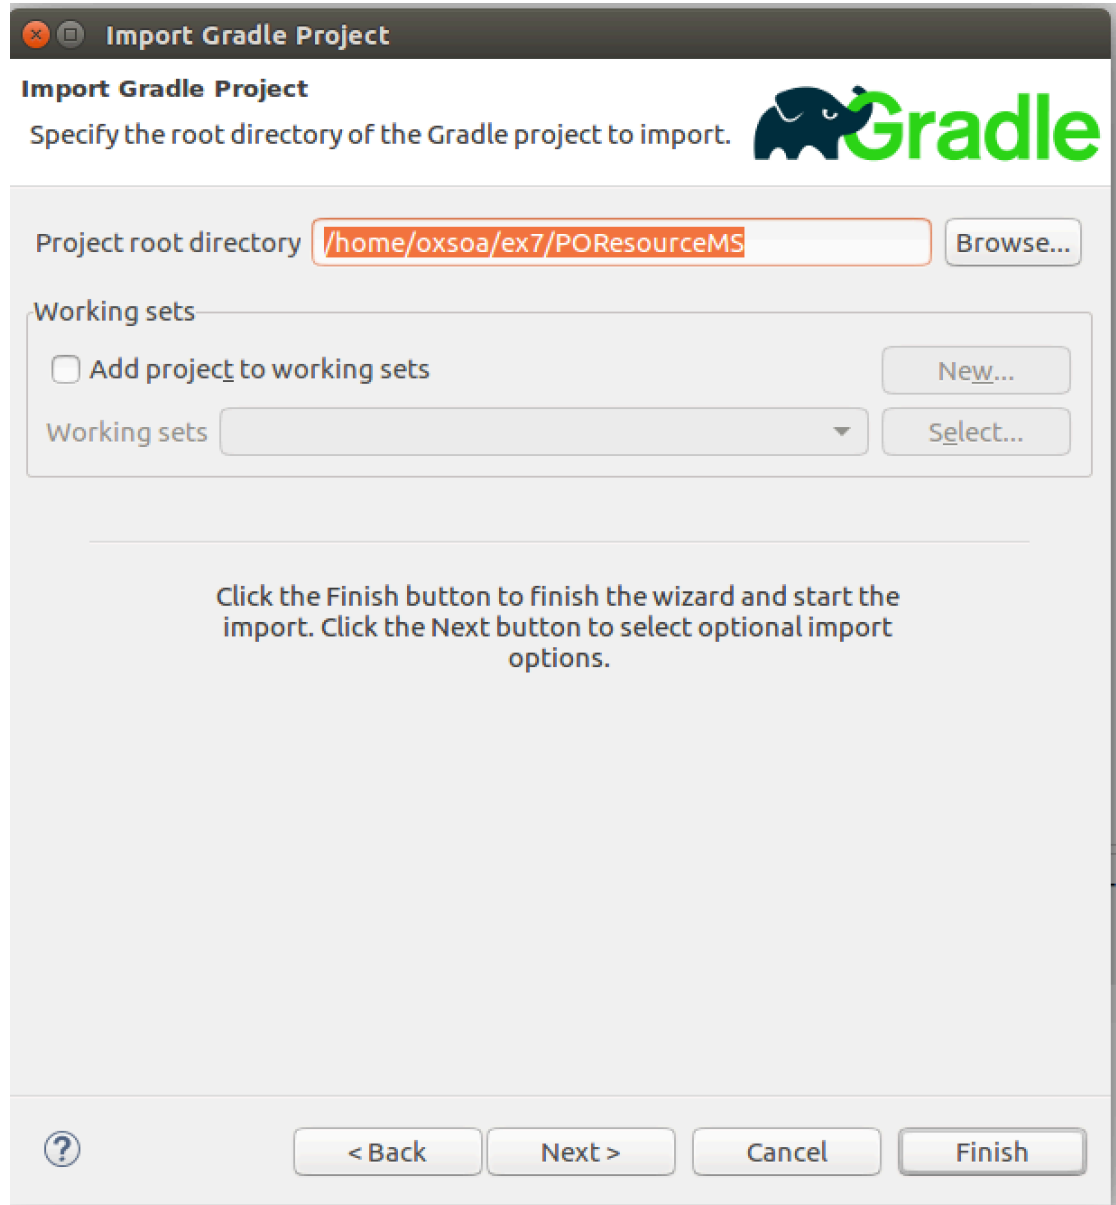 Import Gradle Project
Import Gradle Project
Specify the root directory of the Gradle project to import.
Gradle
Project root directory /home/oxsoa/ex7/POResourceMS Browse...
Working sets
Add project to working sets New...
Working sets Select...
Click the Finish button to finish the wizard and start the
import. Click the Next button to select optional import
options.
? < Back Next > Cancel Finish